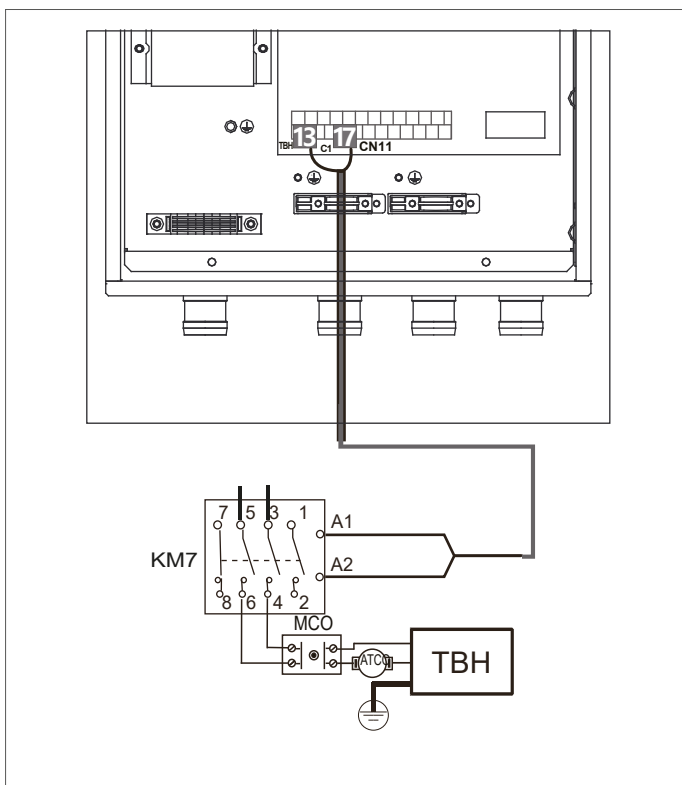 13 17
TBH C1 CN11
7 5 3 1
A1
KM7
A2
8 6 4 2
MCO
ATCO
TBH